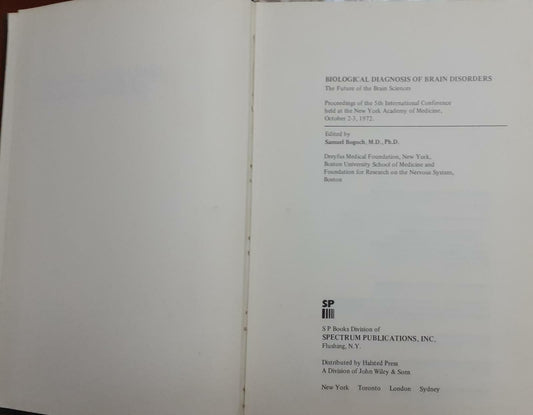 BIOLOGICAL DIAGNOSIS OF BRAIN DISORDERS
The Future of the Brain Sciences
Proceedings of the 5th International Conference
held at the New York Academy of Medicine,
October 2-3, 1972.
Edited by
Samuel Bogoch, M.D., Ph.D.
Dreyfus Medical Foundation, New York,
Boston University School of Medicine and
Foundation for Research on the Nervous System,
Boston
SP
S P Books Division of
SPECTRUM PUBLICATIONS, INC.
Flushing, N.Y.
Distributed by Halsted Press
A Division of John Wiley & Sons
New York Toronto London Sydney